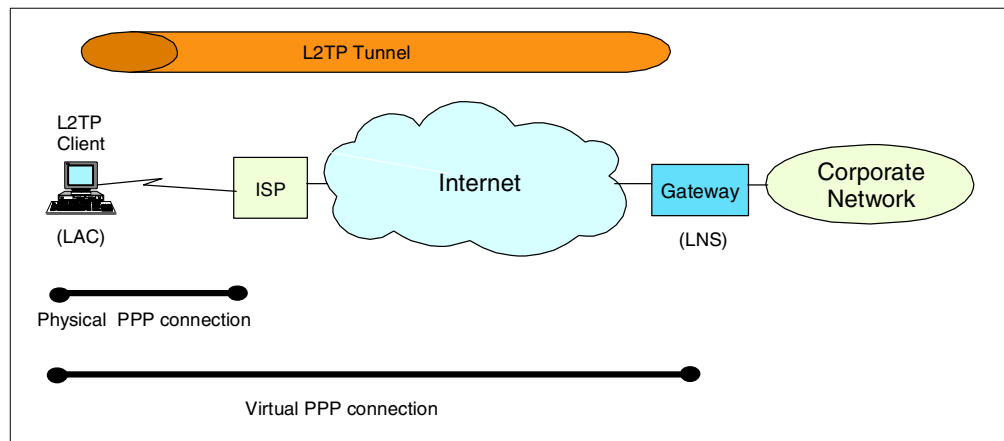 L2TP Tunnel
L2TP
Client
ISP
Internet
Gateway
Corporate
Network
(LAC)
(LNS)
Physical PPP connection
Virtual PPP connection